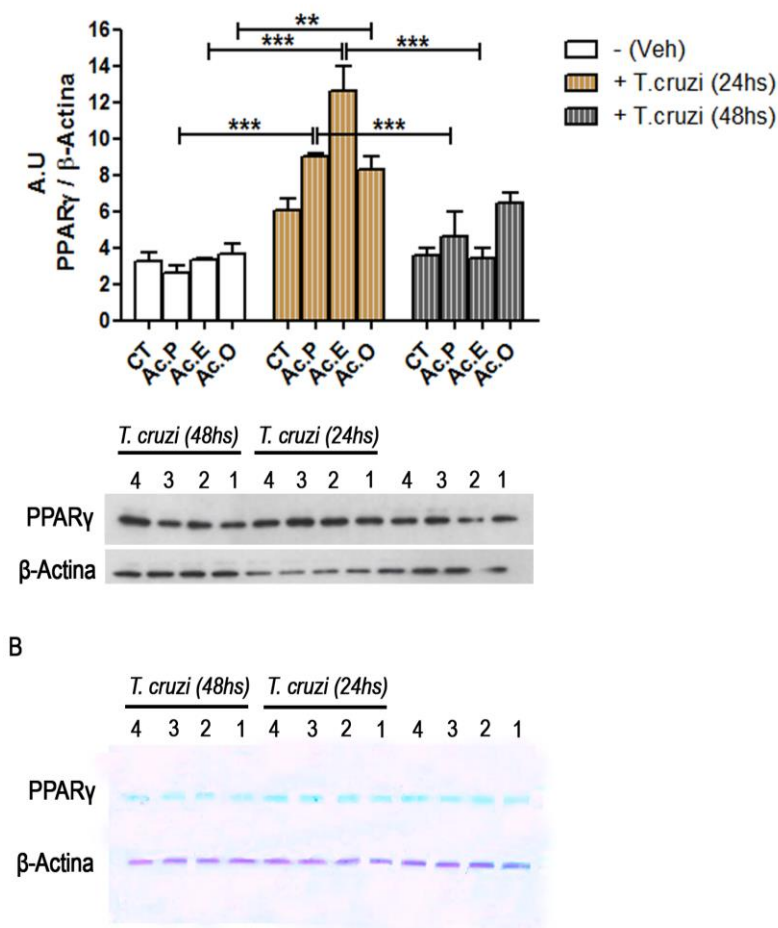 16
14
12
10
8
6
4
2
0
A.U
PPARγ / β-Actina
**
***
***
***
***
- (Veh)
+ T.cruzi (24hs)
+ T.cruzi (48hs)
CT Ac.P Ac.E Ac.O CT Ac.P Ac.E Ac.O CT Ac.P Ac.E Ac.O
T. cruzi (48hs) T. cruzi (24hs)
4 3 2 1 4 3 2 1 4 3 2 1
PPARγ
β-Actina
B
T. cruzi (48hs) T. cruzi (24hs)
4 3 2 1 4 3 2 1 4 3 2 1
PPARγ
β-Actina